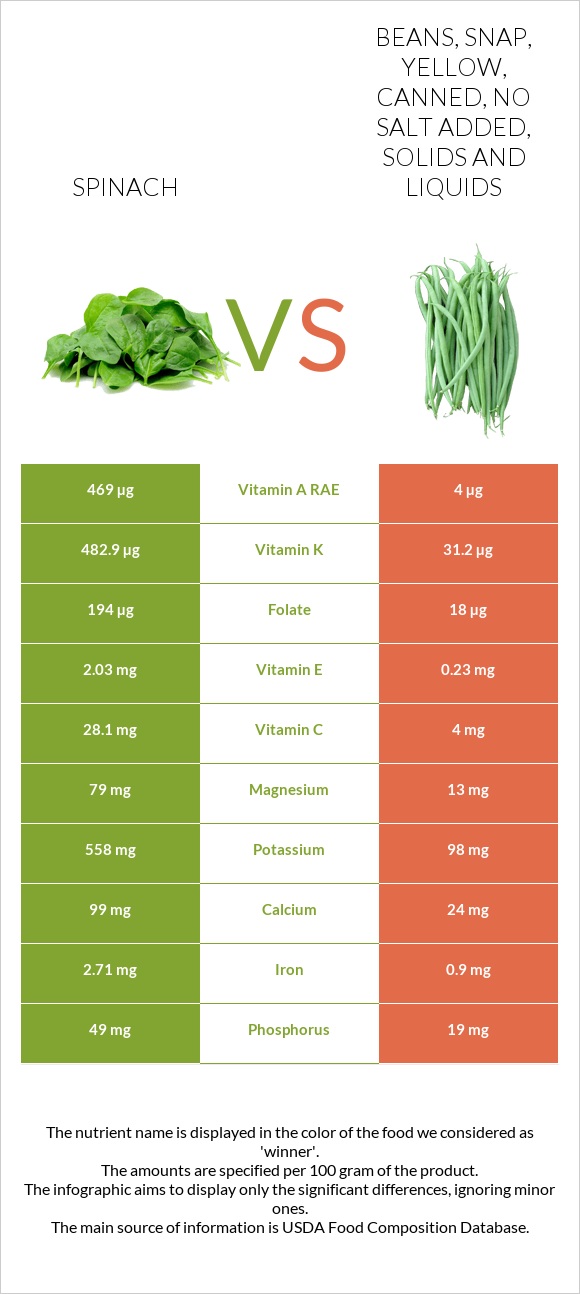 BEANS, SNAP,
YELLOW,
CANNED, NO
SALT ADDED,
SOLIDS AND
LIQUIDS
SPINACH
VS
469 µg Vitamin A RAE 4 µg
482.9 µg Vitamin K 31.2 µg
194 µg Folate 18 µg
2.03 mg Vitamin E 0.23 mg
28.1 mg Vitamin C 4 mg
79 mg Magnesium 13 mg
558 mg Potassium 98 mg
99 mg Calcium 24 mg
2.71 mg Iron 0.9 mg
49 mg Phosphorus 19 mg
The nutrient name is displayed in the color of the food we considered as
'winner'.
The amounts are specified per 100 gram of the product.
The infographic aims to display only the significant differences, ignoring minor
ones.
The main source of information is USDA Food Composition Database.